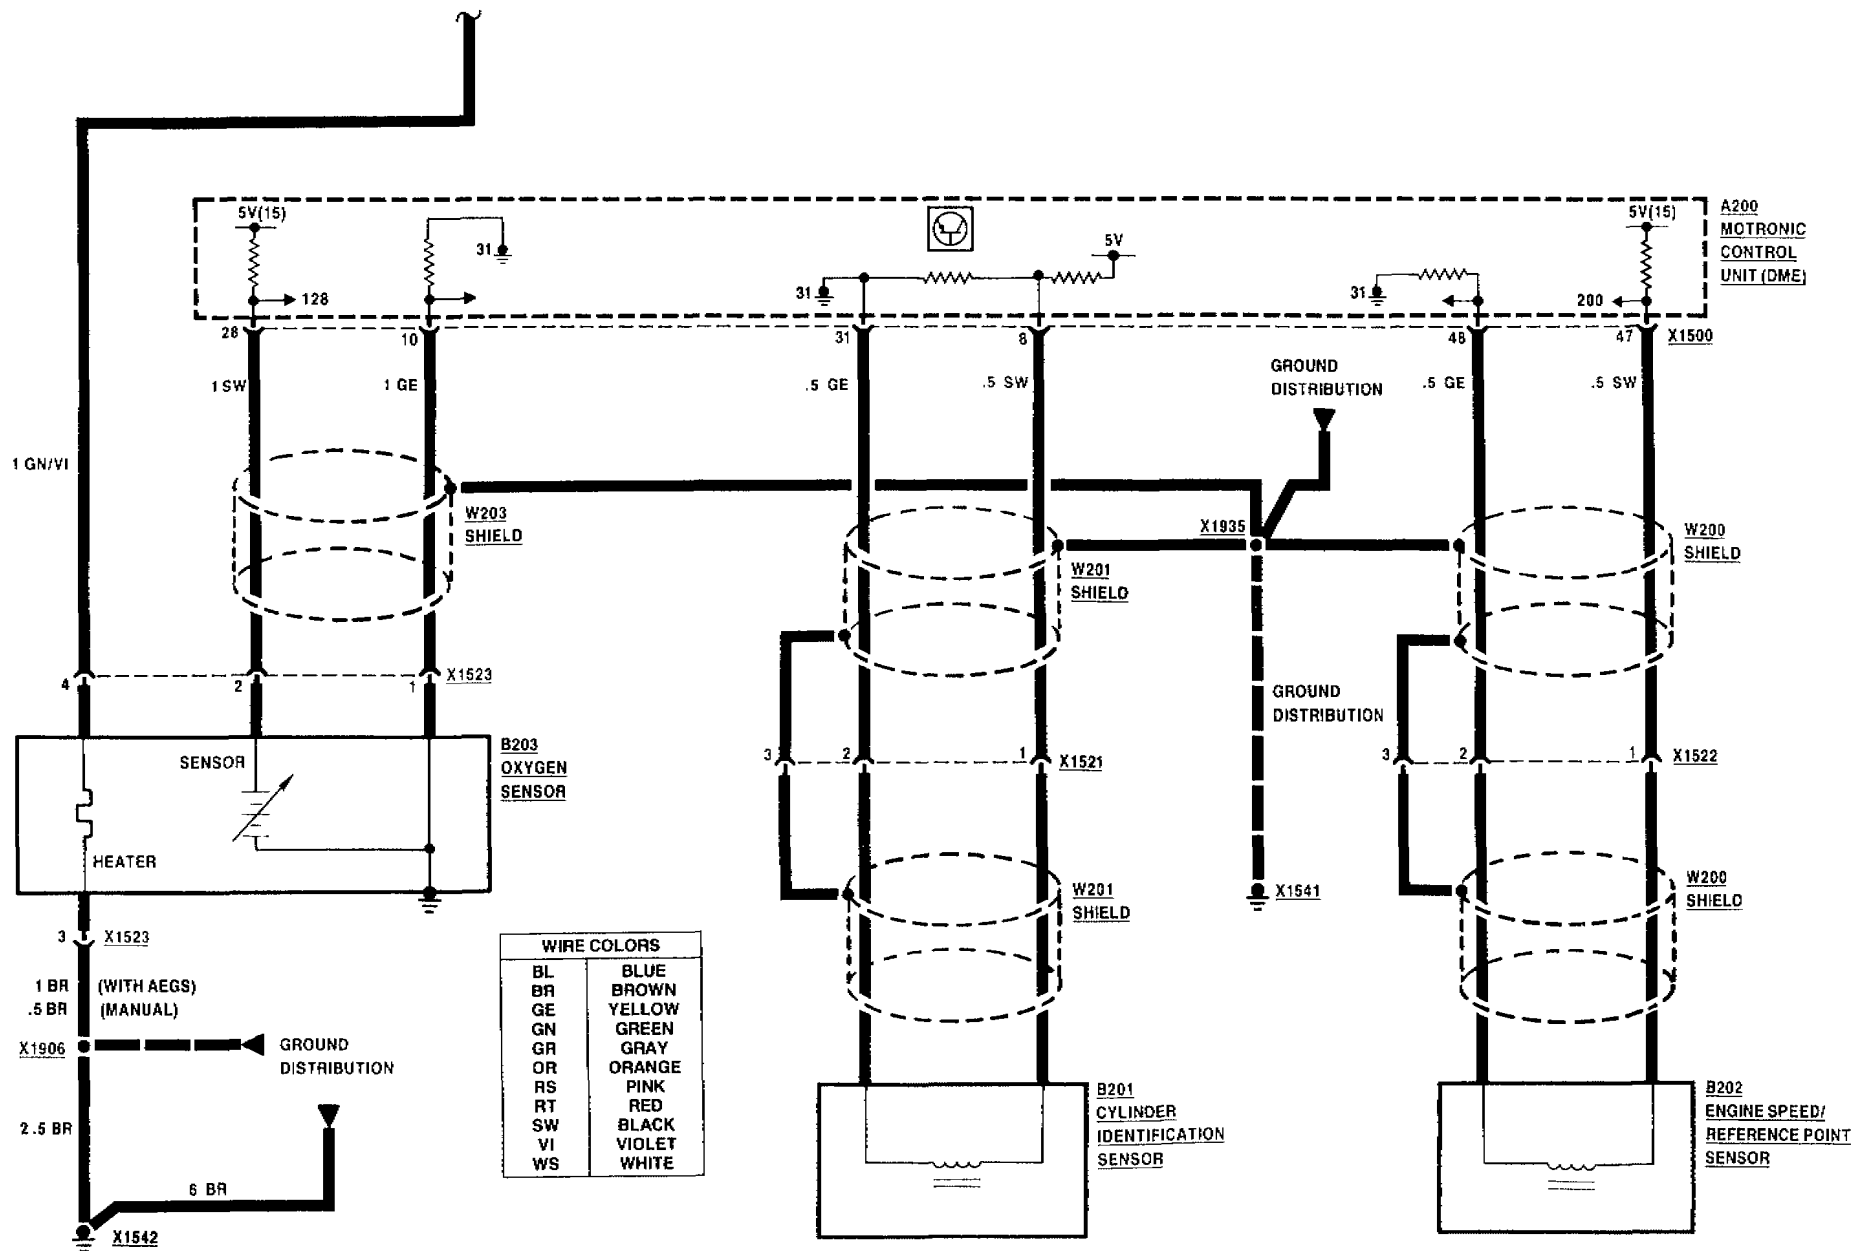 5V(15)
31
128
5V
31
31
5V(15)
200
A200
MOTRONIC
CONTROL
UNIT (DME)
28
10
31
8
48
47
X1500
1 SW
1 GE
.5 GE
.5 SW
.5 GE
.5 SW
GROUND
DISTRIBUTION
1 GN/VI
W203
SHIELD
X1935
W201
SHIELD
W200
SHIELD
4
2
1
X1523
GROUND
DISTRIBUTION
SENSOR
HEATER
B203
OXYGEN
SENSOR
3
2
1
X1521
3
2
1
X1522
X1541
W201
SHIELD
W200
SHIELD
3
X1523
1 BR (WITH AEGS)
.5 BR (MANUAL)
X1906
GROUND
DISTRIBUTION
2.5 BR
6 BR
X1542
WIRE COLORS
BL BLUE
BR BROWN
GE YELLOW
GN GREEN
GR GRAY
OR ORANGE
RS PINK
RT RED
SW BLACK
VI VIOLET
WS WHITE
B201
CYLINDER
IDENTIFICATION
SENSOR
B202
ENGINE SPEED/
REFERENCE POINT
SENSOR